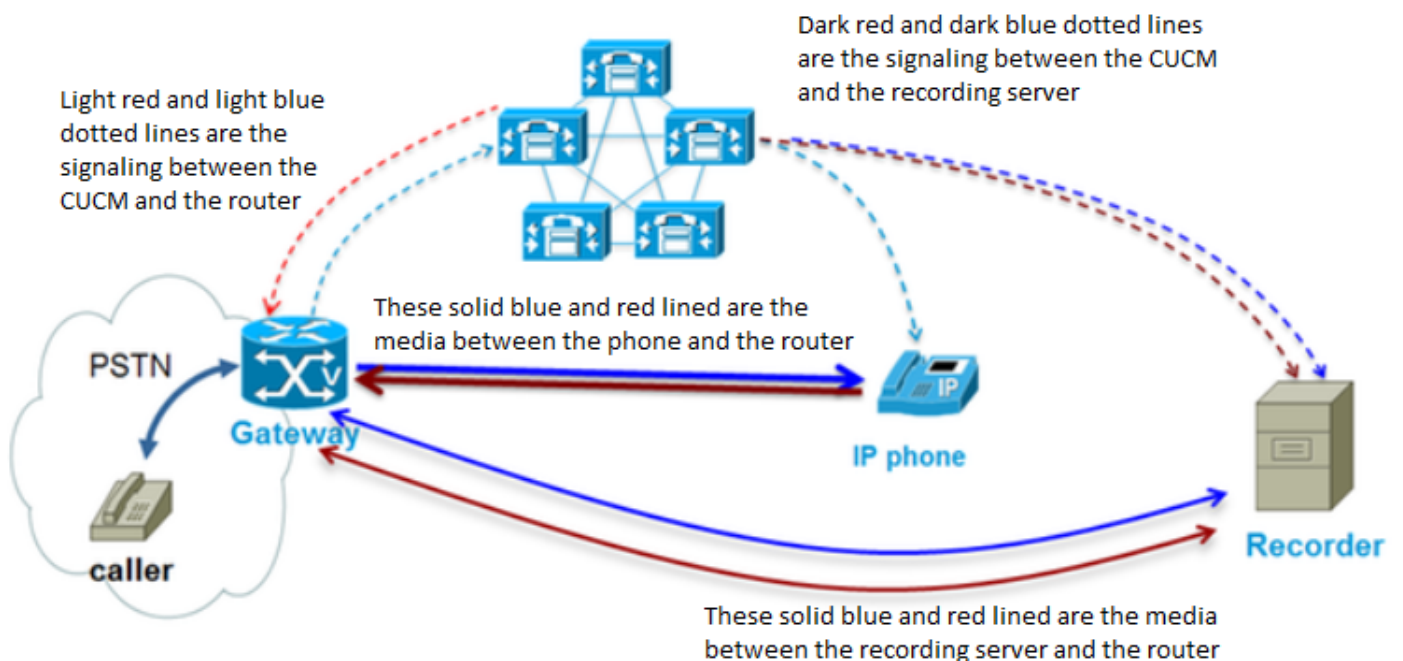 Dark red and dark blue dotted lines
are the signaling between the CUCM
and the recording server
Light red and light blue
dotted lines are the
signaling between the
CUCM and the router
These solid blue and red lined are the
media between the phone and the router
PSTN
V
Gateway
IP
IP phone
caller
Recorder
These solid blue and red lined are the media
between the recording server and the router